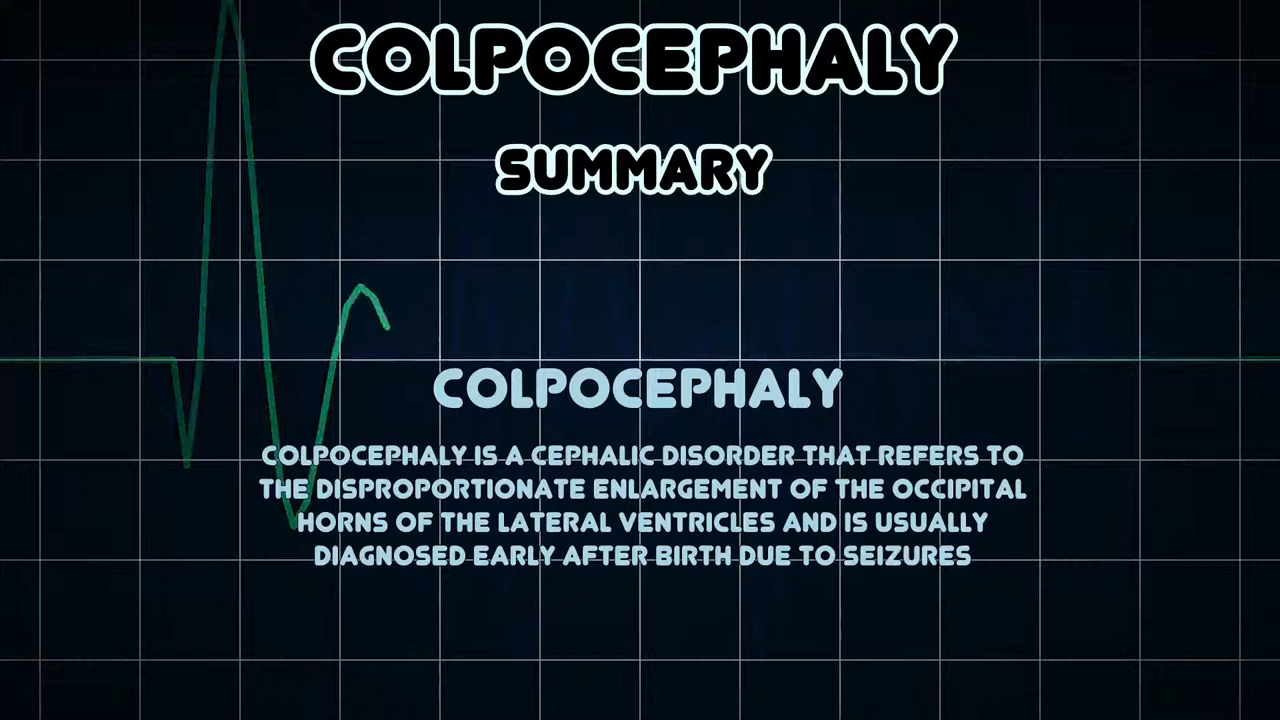 COLPOCEPHALY
SUMMARY
COLPOCEPHALY
COLPOCEPHALY IS A CEPHALIC DISORDER THAT REFERS TO
THE DISPROPORTIONATE ENLARGEMENT OF THE OCCIPITAL
HORNS OF THE LATERAL VENTRICLES AND IS USUALLY
DIAGNOSED EARLY AFTER BIRTH DUE TO SEIZURES